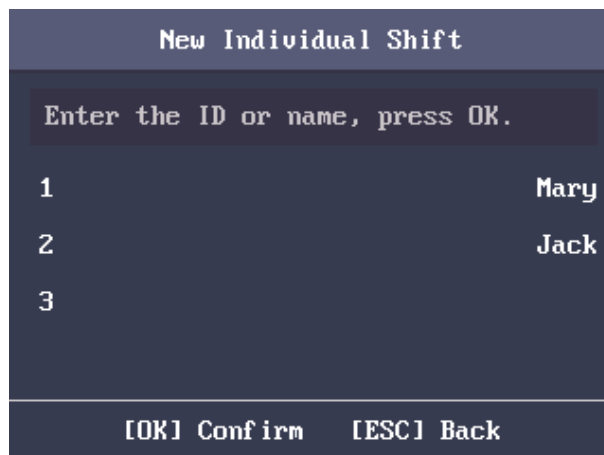 New Individual Shift
Enter the ID or name, press OK.
1 Mary
2 Jack
3
[OK] Confirm [ESC] Back